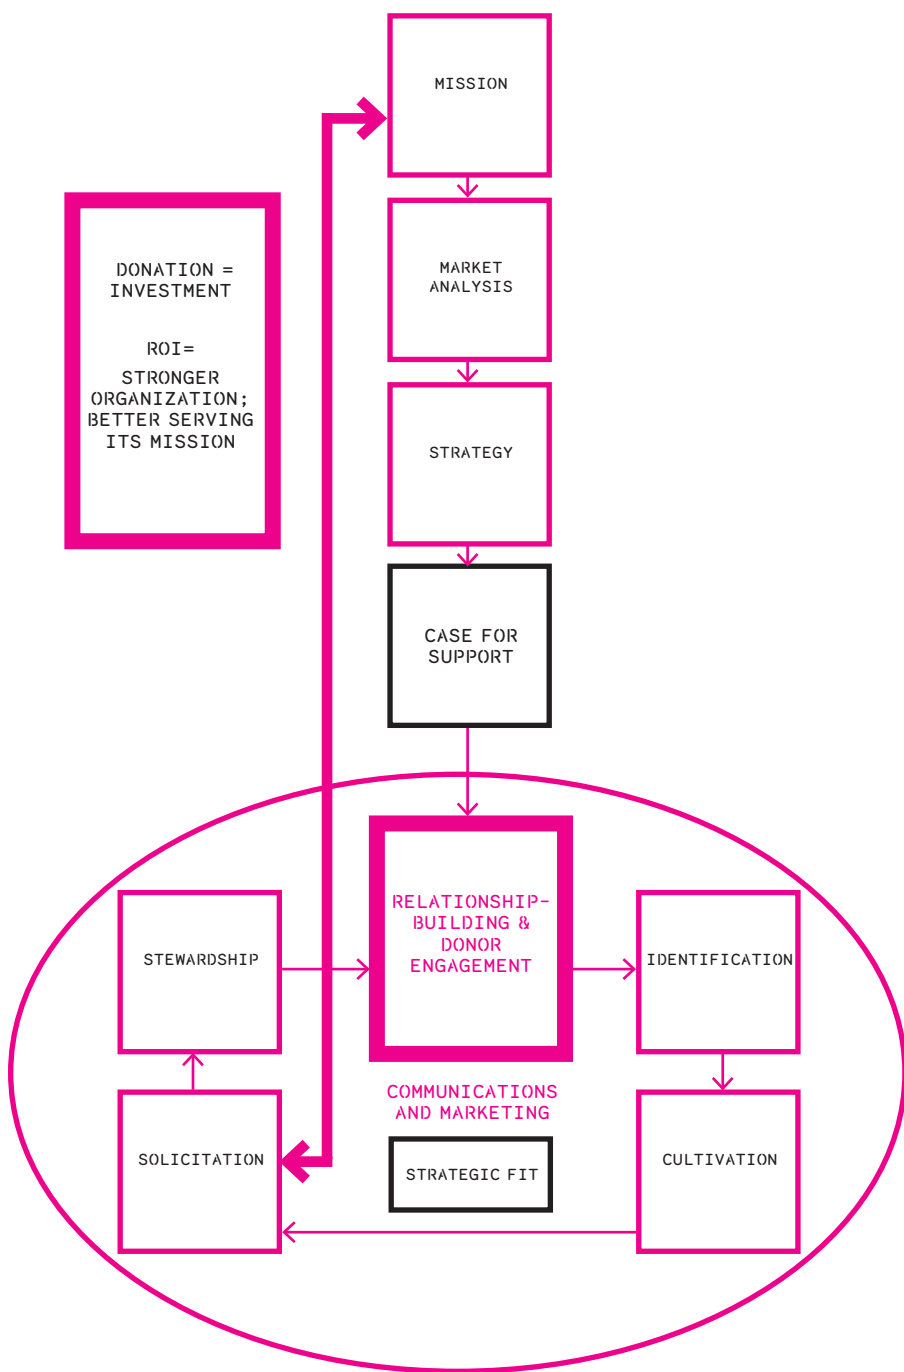 MISSION
MARKET
ANALYSIS
DONATION =
INVESTMENT
ROI=
STRONGER
ORGANIZATION;
BETTER SERVING
ITS MISSION
STRATEGY
CASE FOR
SUPPORT
RELATIONSHIP-
BUILDING &
DONOR
ENGAGEMENT
STEWARDSHIP
IDENTIFICATION
COMMUNICATIONS
AND MARKETING
SOLICITATION
STRATEGIC FIT
CULTIVATION